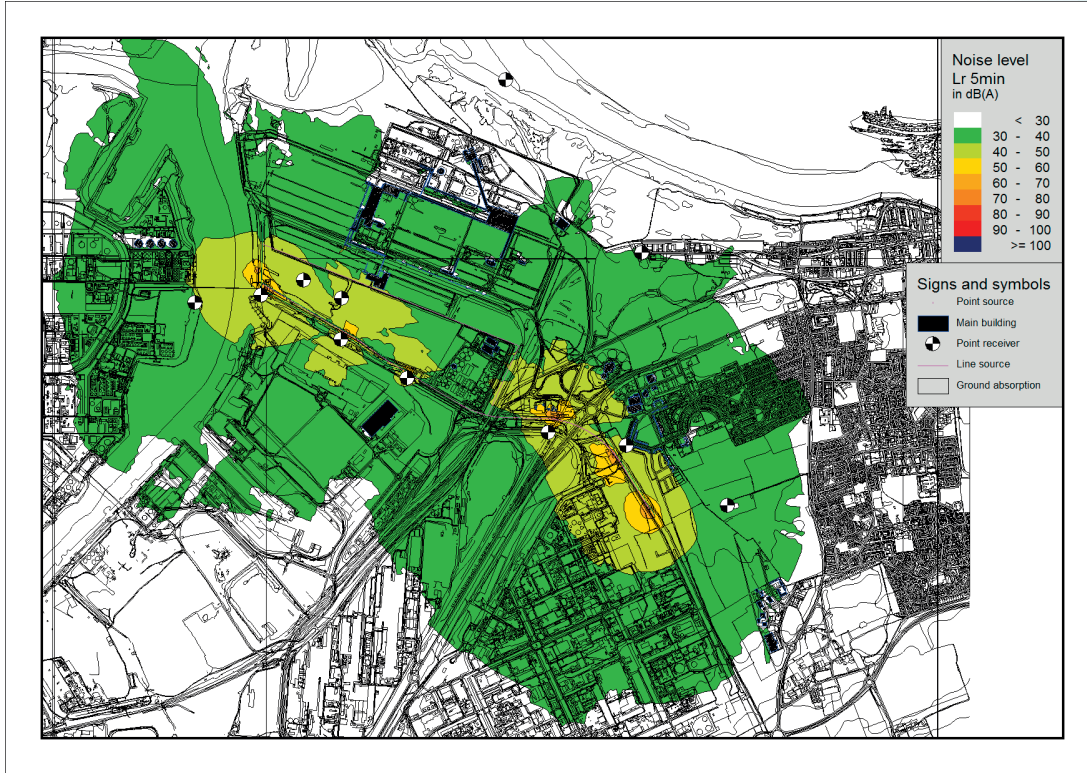 Noise level
Lr 5min
in dB(A)
< 30
30 - 40
40 - 50
50 - 60
60 - 70
70 - 80
80 - 90
90 - 100
>= 100
Signs and symbols
Point source
Main building
Point receiver
Line source
Ground absorption